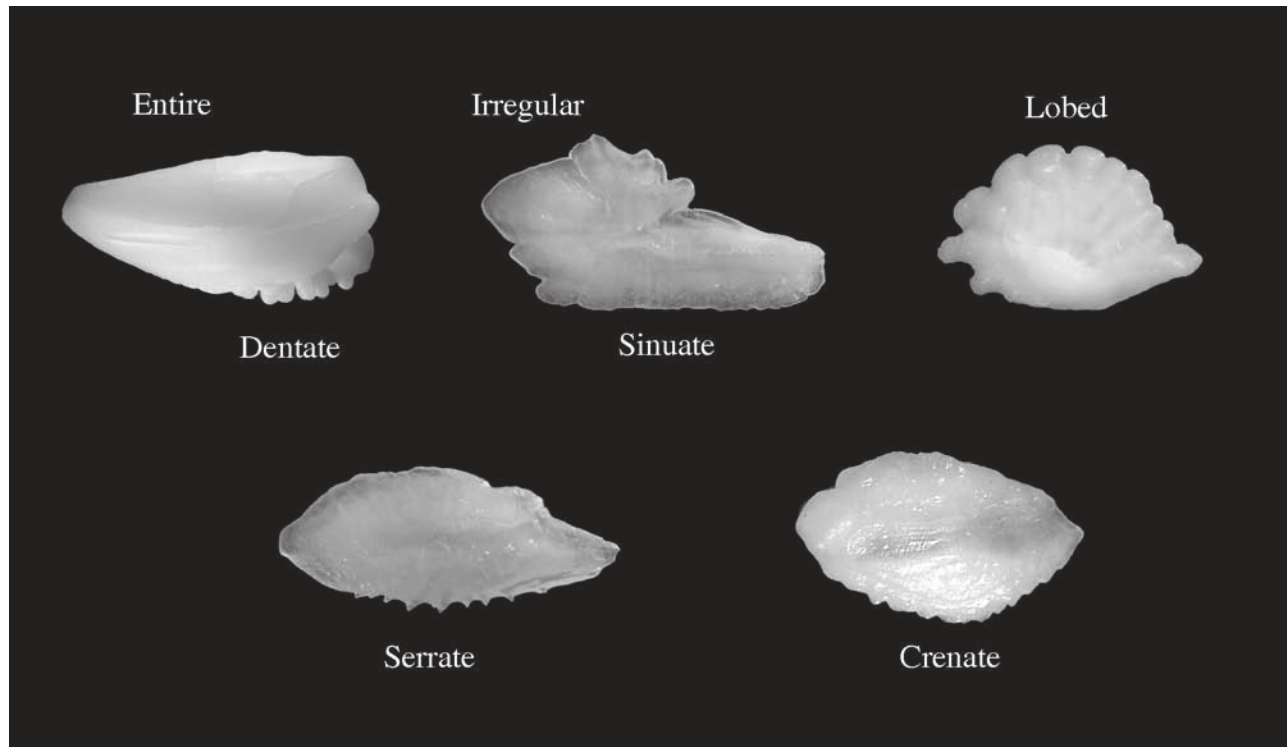 Entire
Irregular
Lobed
Dentate
Sinuate
Serrate
Crenate